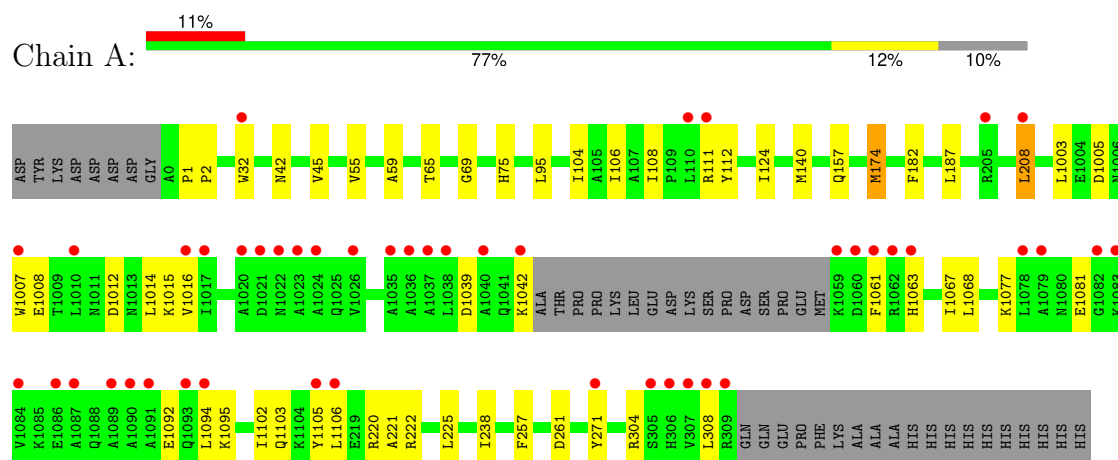 11%
Chain A:
77% 12% 10%
ASP TYR LYS ASP ASP ASP ASP GLY A0 P1 P2 W32 N42 V45 V55 A59 T65 G69 H75 L95 I104 A105 I106 A107 I108 P109 L110 R111 Y112 I124 M140 Q157 M174 F182 L187 R205 L208 L1003 E1004 D1005 N1006
W1007 E1008 T1009 L1010 N1011 D1012 N1013 L1014 K1015 V1016 I1017 A1020 D1021 N1022 A1023 A1024 Q1025 V1026 A1035 A1036 A1037 L1038 D1039 A1040 Q1041 K1042 ALA THR PRO PRO LYS LEU GLU ASP LYS SER PRO ASP SER PRO GLU MET K1059 D1060 F1061 R1062 H1063 I1067 L1068 K1077 L1078 A1079 N1080 E1081 G1082 K1083
V1084 K1085 E1086 A1087 Q1088 A1089 A1090 A1091 E1092 Q1093 L1094 K1095 I1102 Q1103 K1104 Y1105 L1106 E219 R220 A221 R222 L225 I238 F257 D261 Y271 R304 S305 H306 V307 L308 R309 GLN GLN GLU PRO PHE LYS ALA ALA ALA HIS HIS HIS HIS HIS HIS HIS HIS HIS HIS